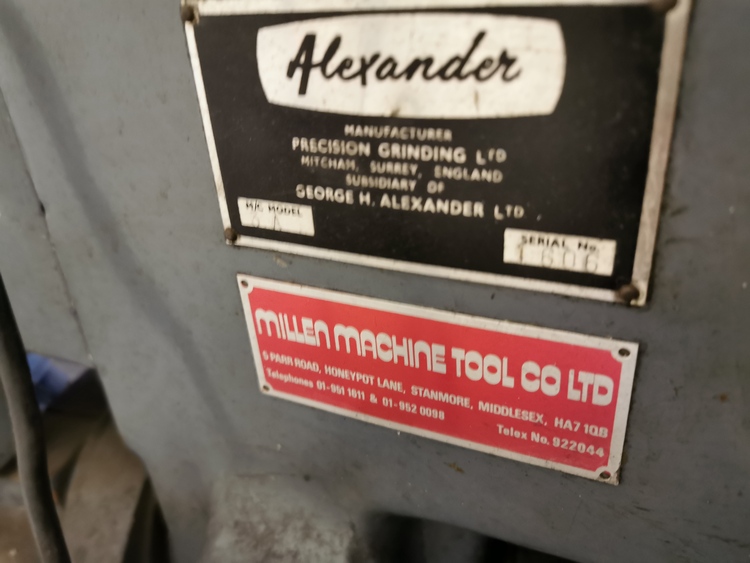 Alexander
MANUFACTURER
PRECISION GRINDING LTD
MITCHAM, SURREY, ENGLAND
SUBSIDIARY OF
GEORGE H. ALEXANDER LTD
M/C MODEL
SERIAL No.
1606
MILLEN MACHINE TOOL CO LTD
5 PARR ROAD, HONEYPOT LANE, STANMORE, MIDDLESEX, HA7 1QB
Telephones 01-951 1811 & 01-952 0098
Telex No. 922044